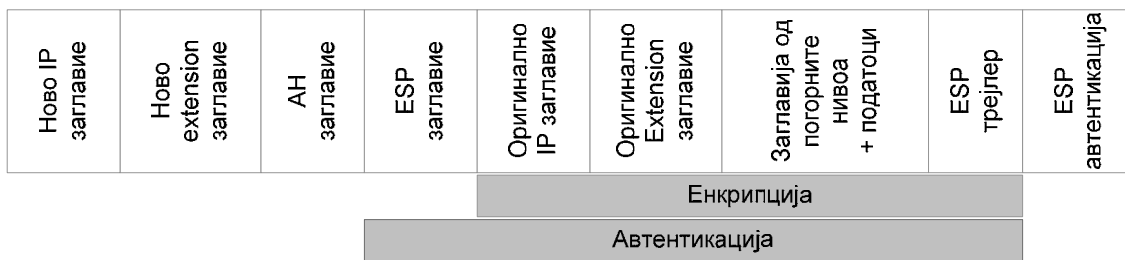 Ново IP
заглавие
Ново
extension
заглавие
AH
заглавие
ESP
заглавие
Оригинално
IP заглавие
Оригинално
Extension
заглавие
Заглавија од
погорните
нивоа
+ податоци
ESP
трејлер
ESP
автентикација
Енкрипција
Автентикација